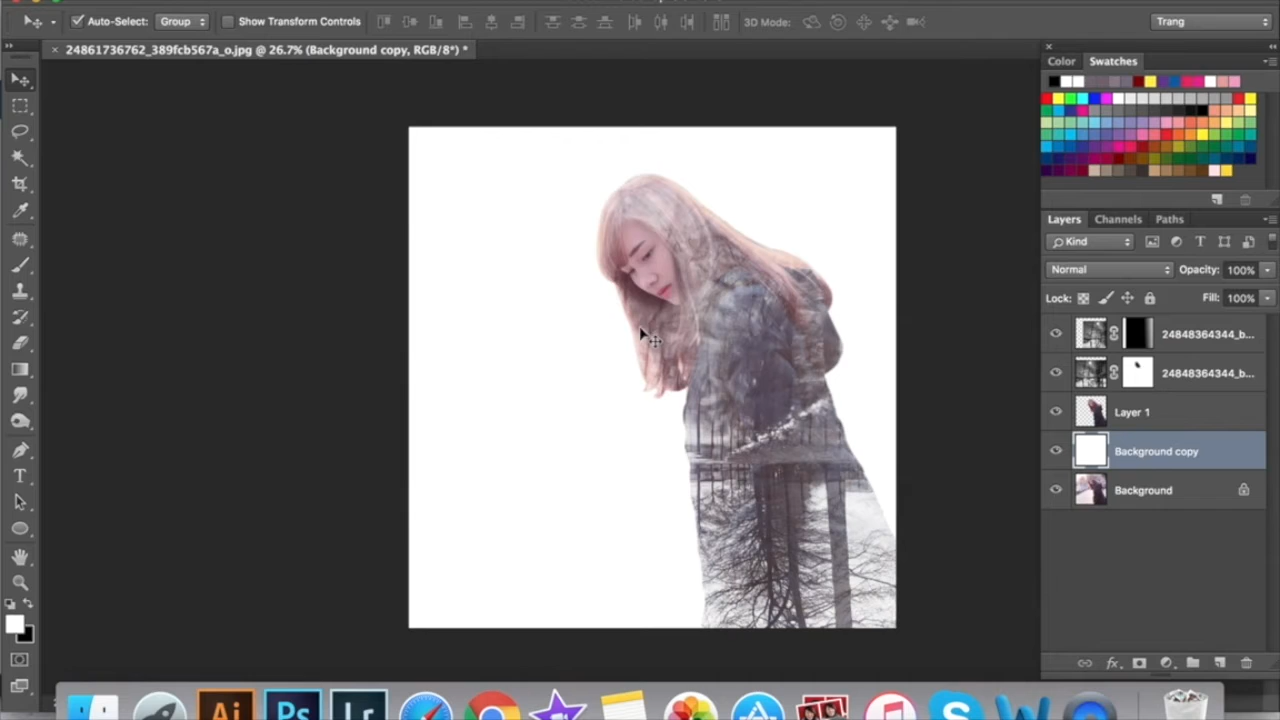 Auto-Select: Group Show Transform Controls 3D Mode: Trang
24861736762_389fcb567a_o.jpg @ 26.7% (Background copy, RGB/8*) *
Color Swatches
Layers Channels Paths
Kind
Normal Opacity: 100%
Lock: Fill: 100%
24848364344_b...
24848364344_b...
Layer 1
Background copy
Background
fx
T
Ai Ps Lr